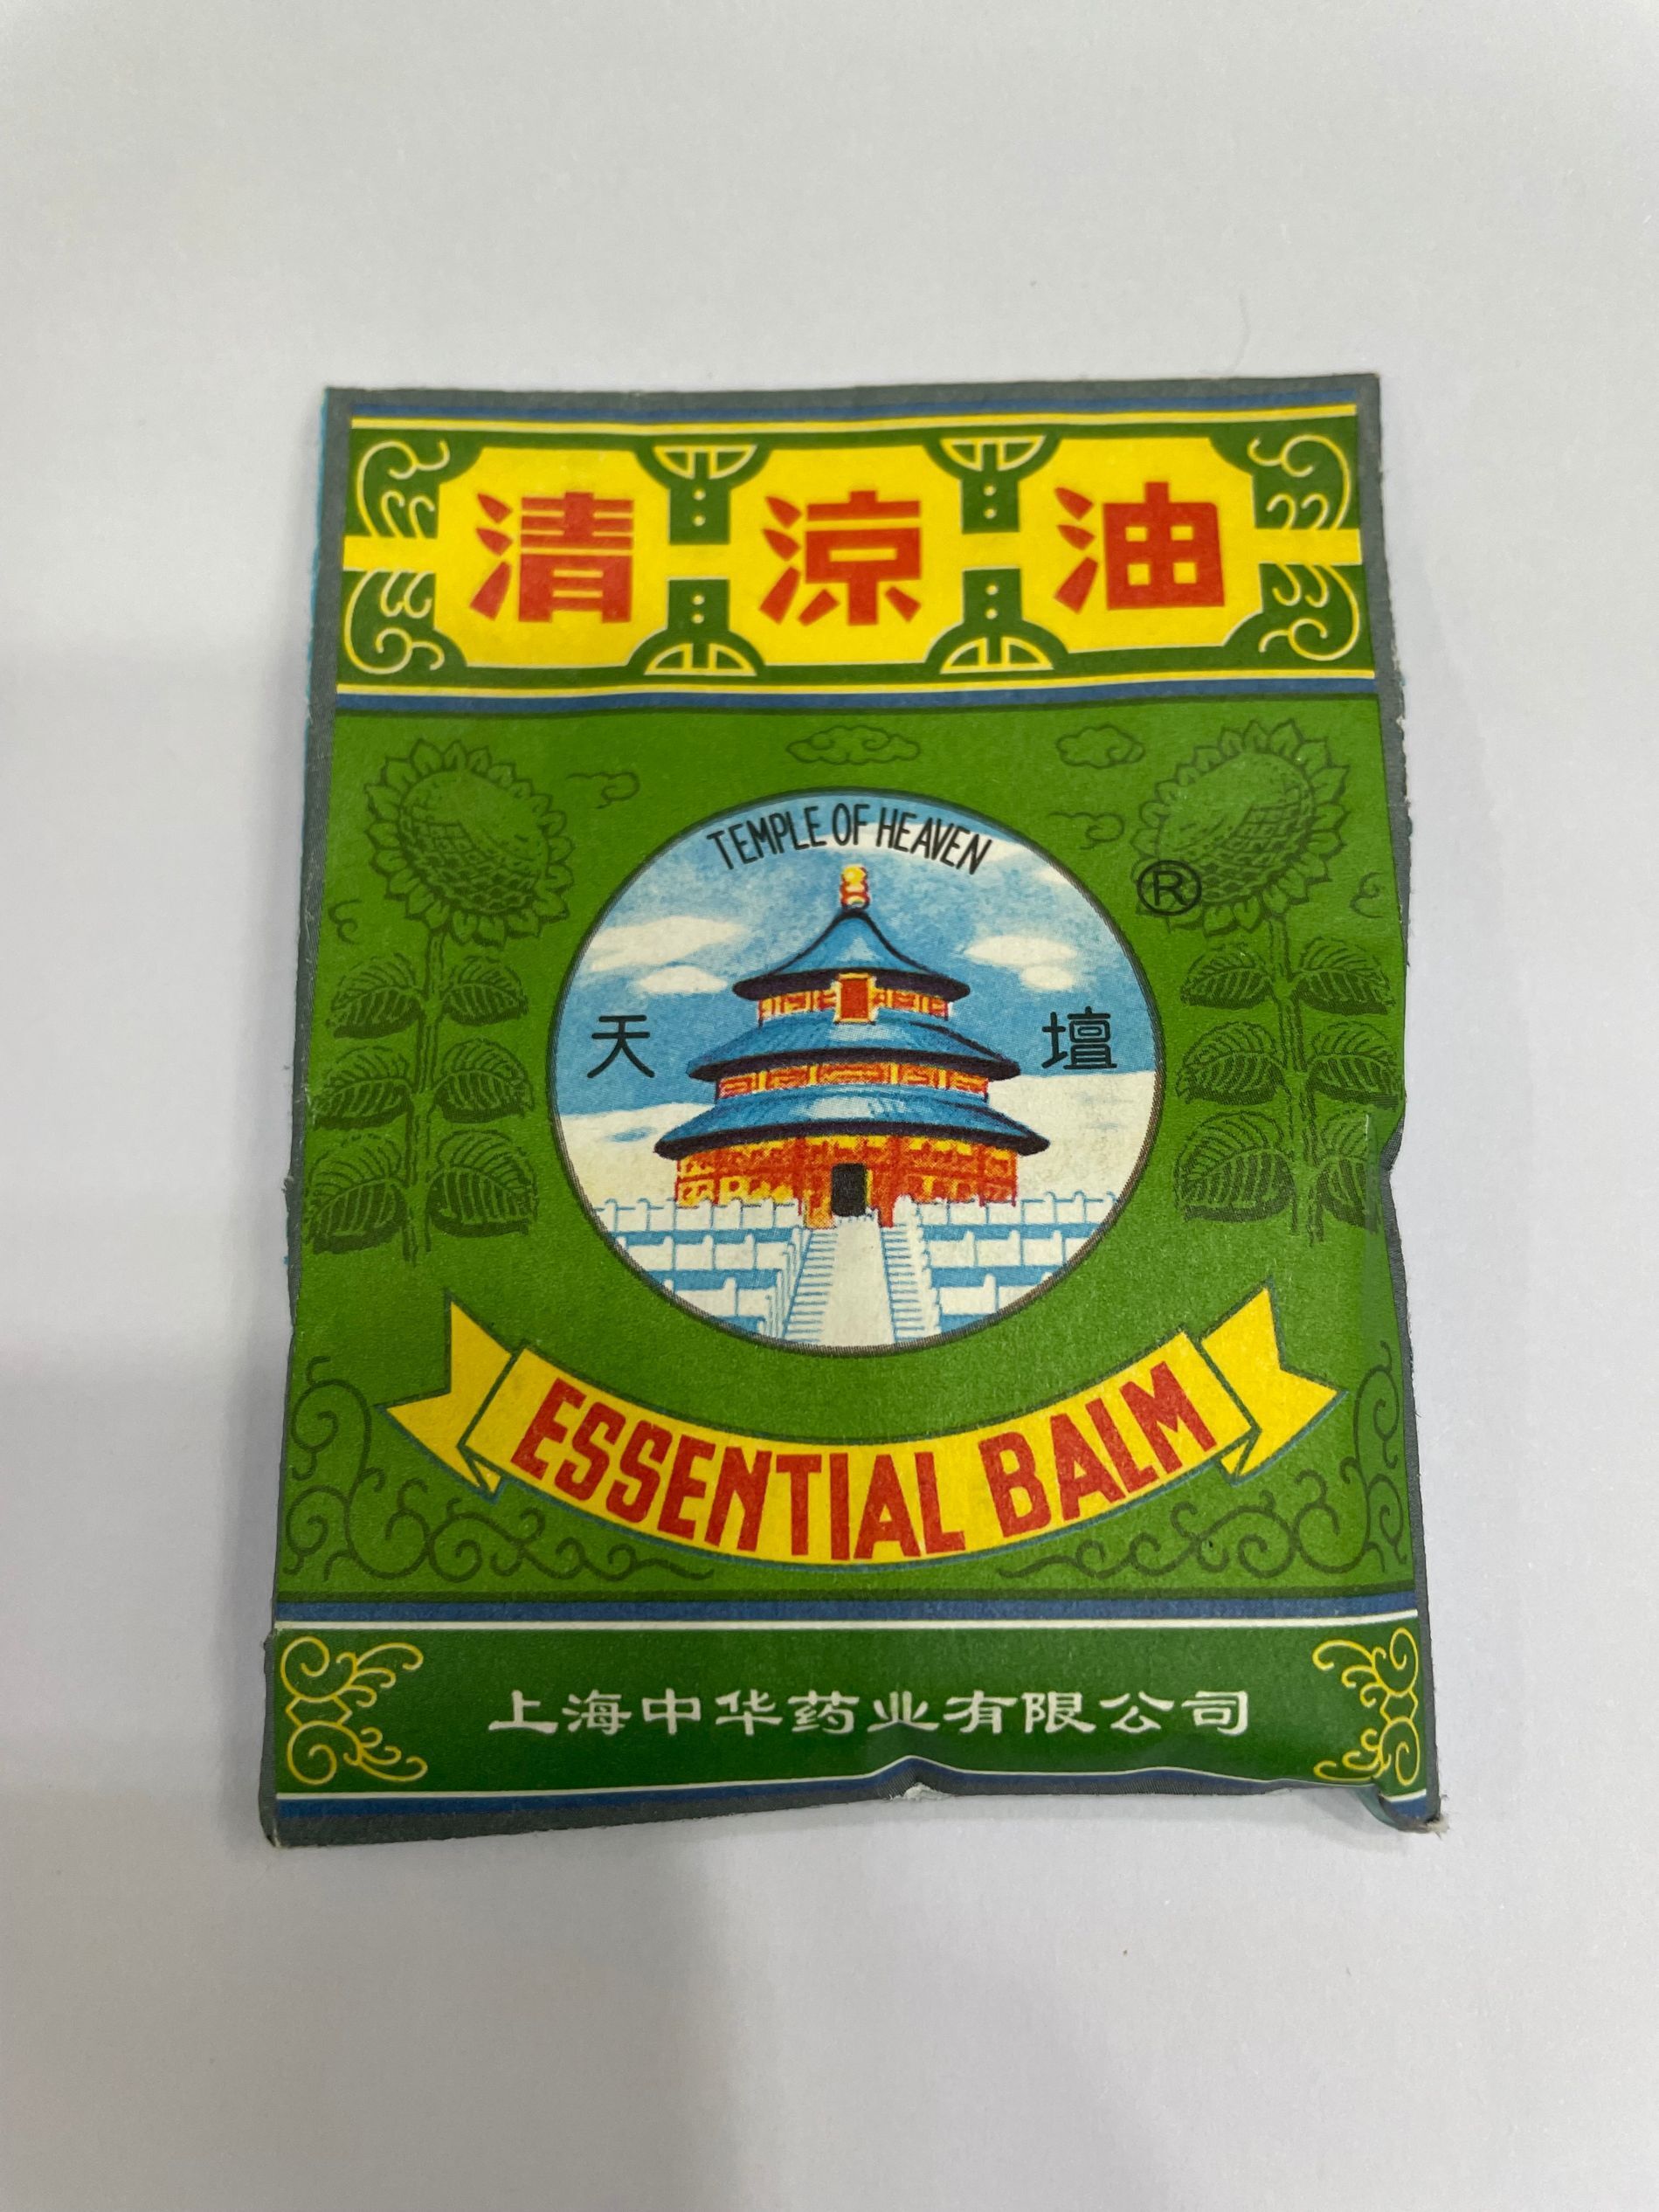 清涼油
TEMPLE OF HEAVEN
®
天 壇
ESSENTIAL BALM
上海中华药业有限公司